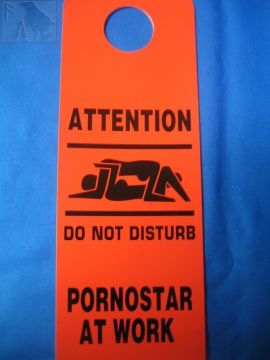 ATTENTION
DO NOT DISTURB
PORNOSTAR
AT WORK